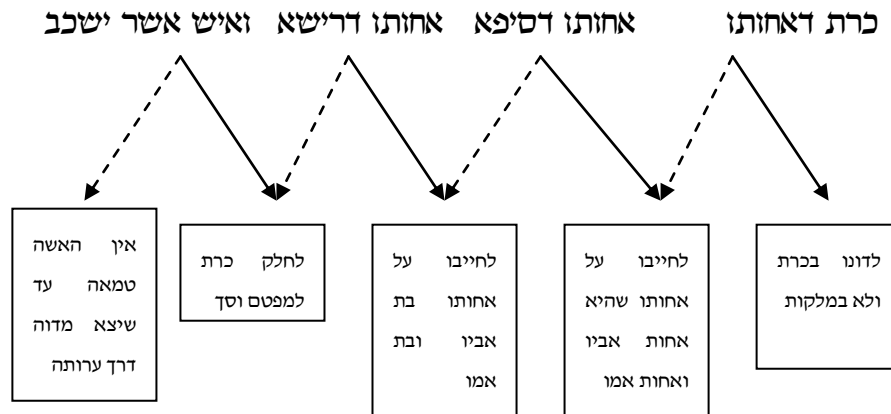 כרת דאחותו אחותו דסיפא אחותו דרישא ואיש אשר ישכב
לדונו בכרת
ולא במלקות
לחייבו על
אחותו שהיא
אחות אביו
ואחות אמו
לחייבו על
אחותו בת
אביו ובת
אמו
לחלק כרת
למפטם וסך
אין האשה
טמאה עד
שיצא מדוה
דרך ערותה